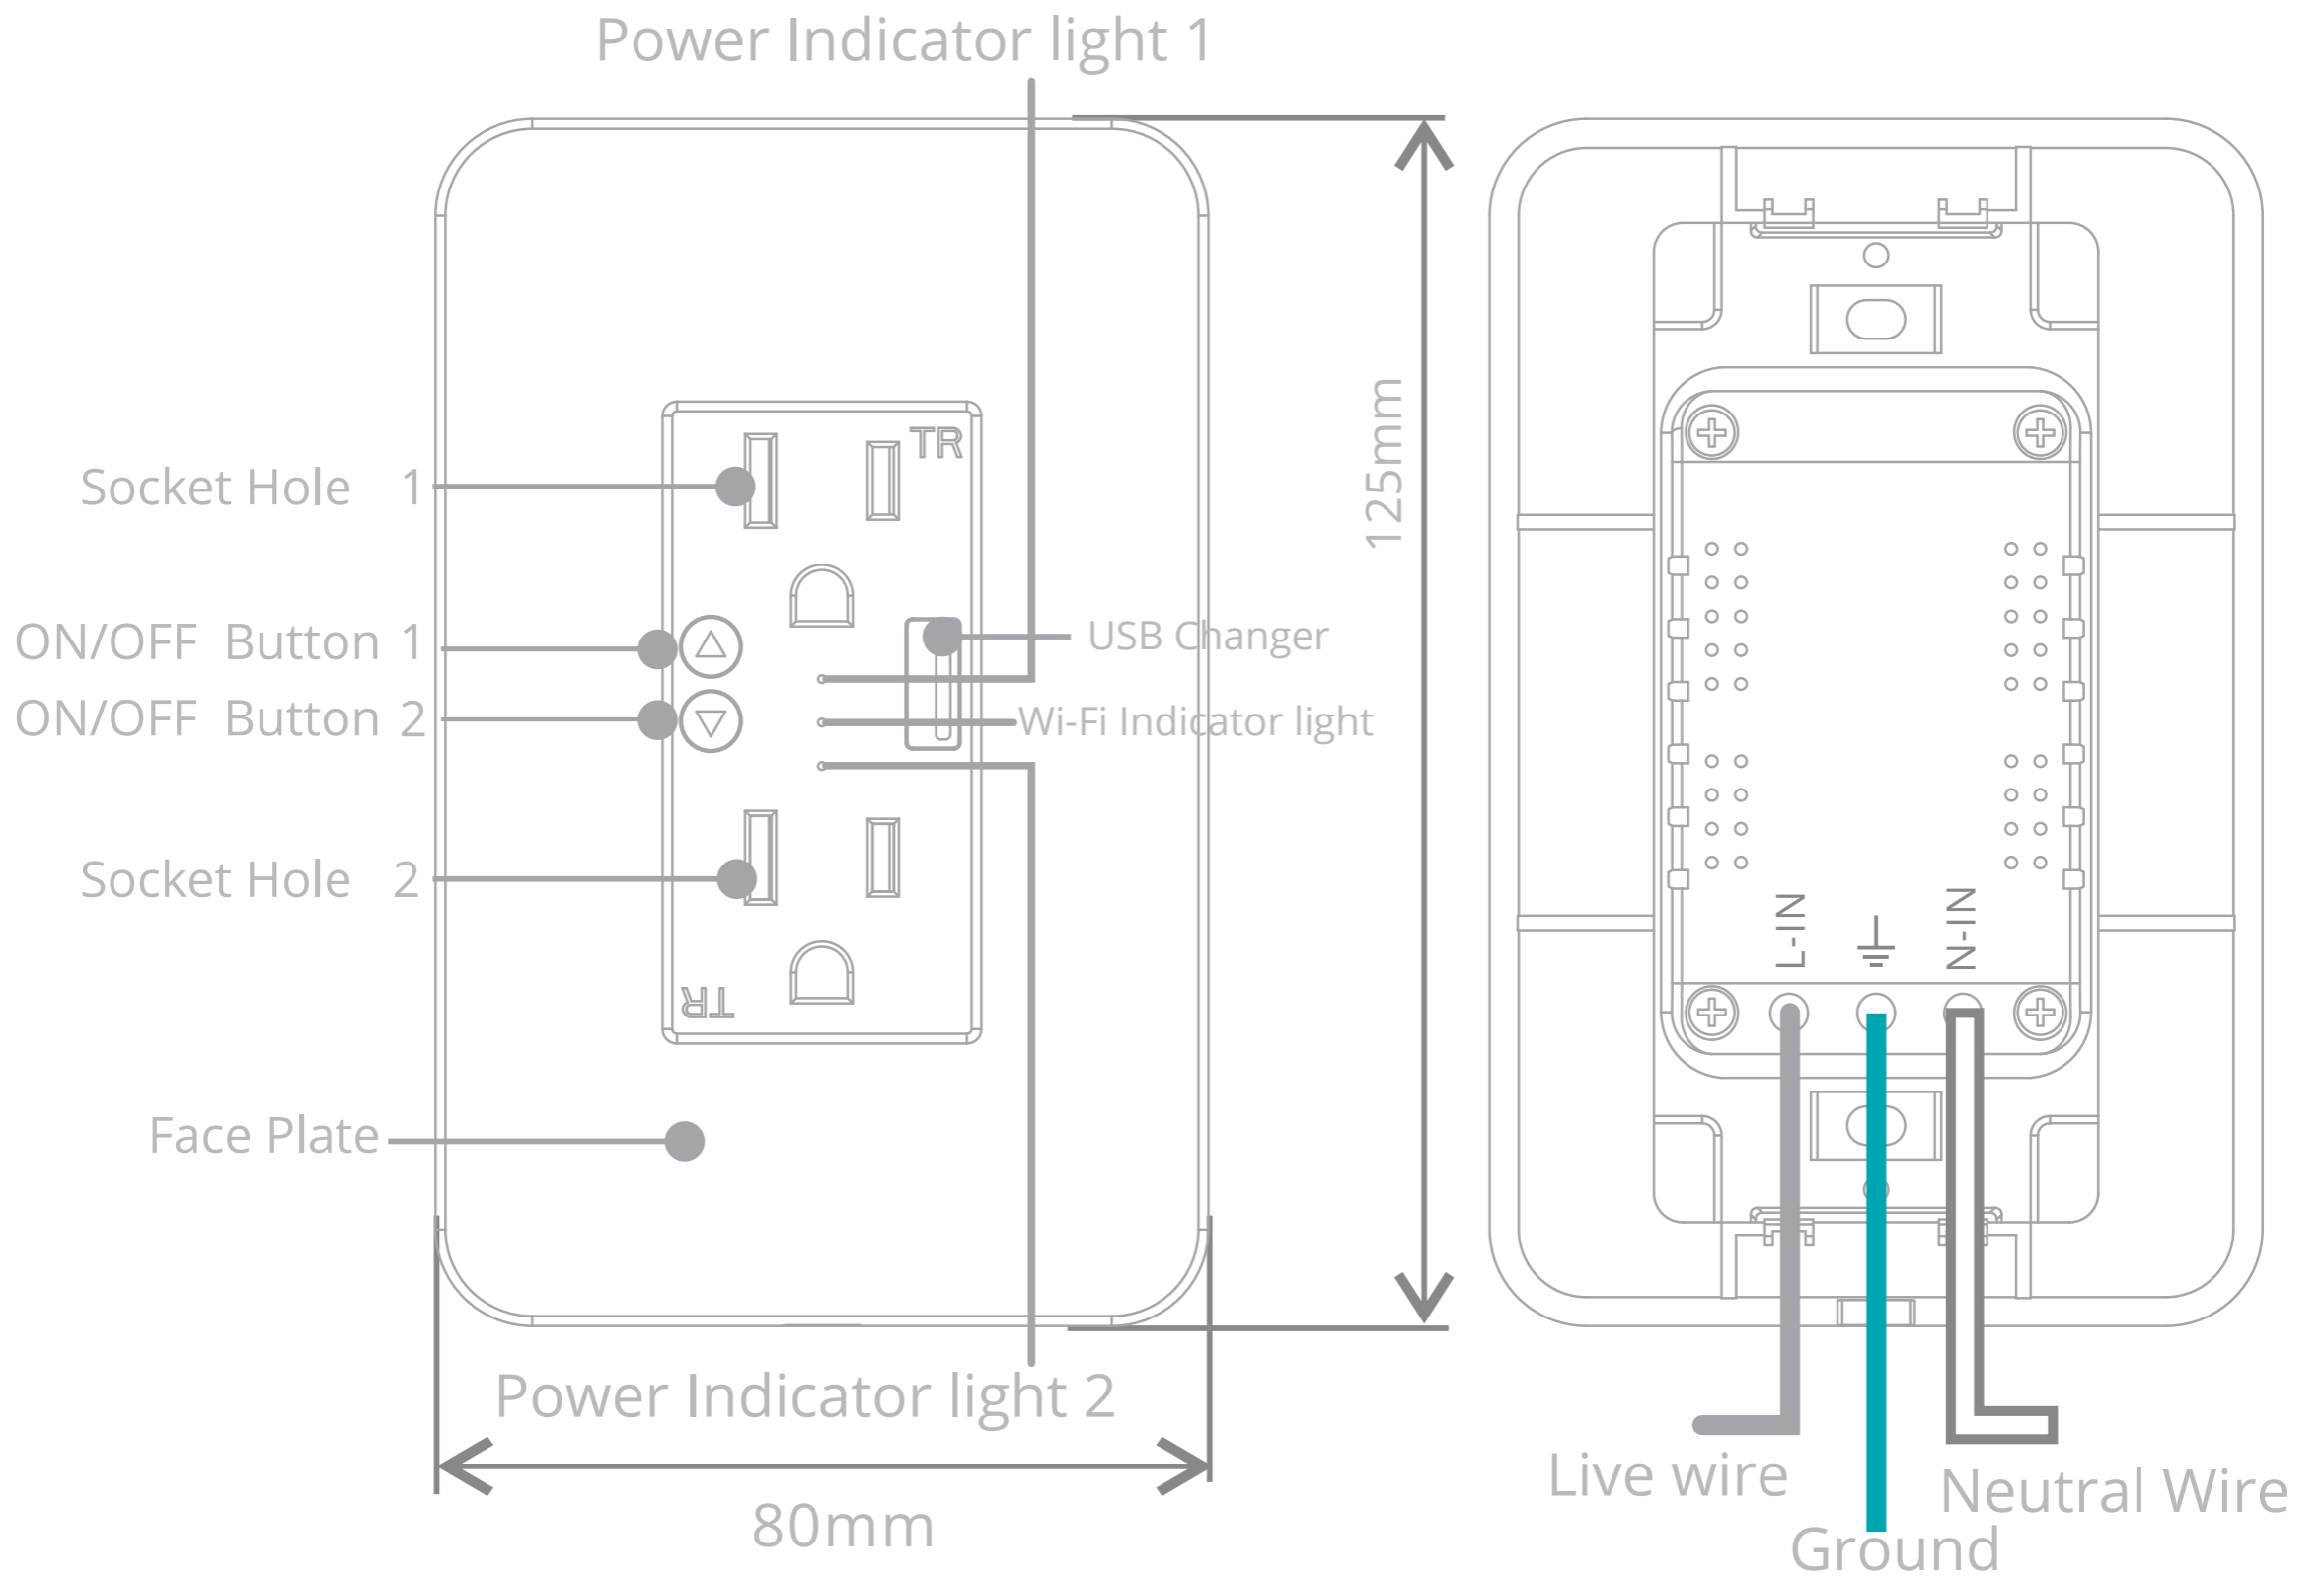 Power Indicator light 1
TR
Socket Hole 1
ON/OFF Button 1
ON/OFF Button 2
USB Changer
Wi-Fi Indicator light
Socket Hole 2
TR
Face Plate
Power Indicator light 2
80mm
125mm
L-IN
N-IN
Live wire
Neutral Wire
Ground